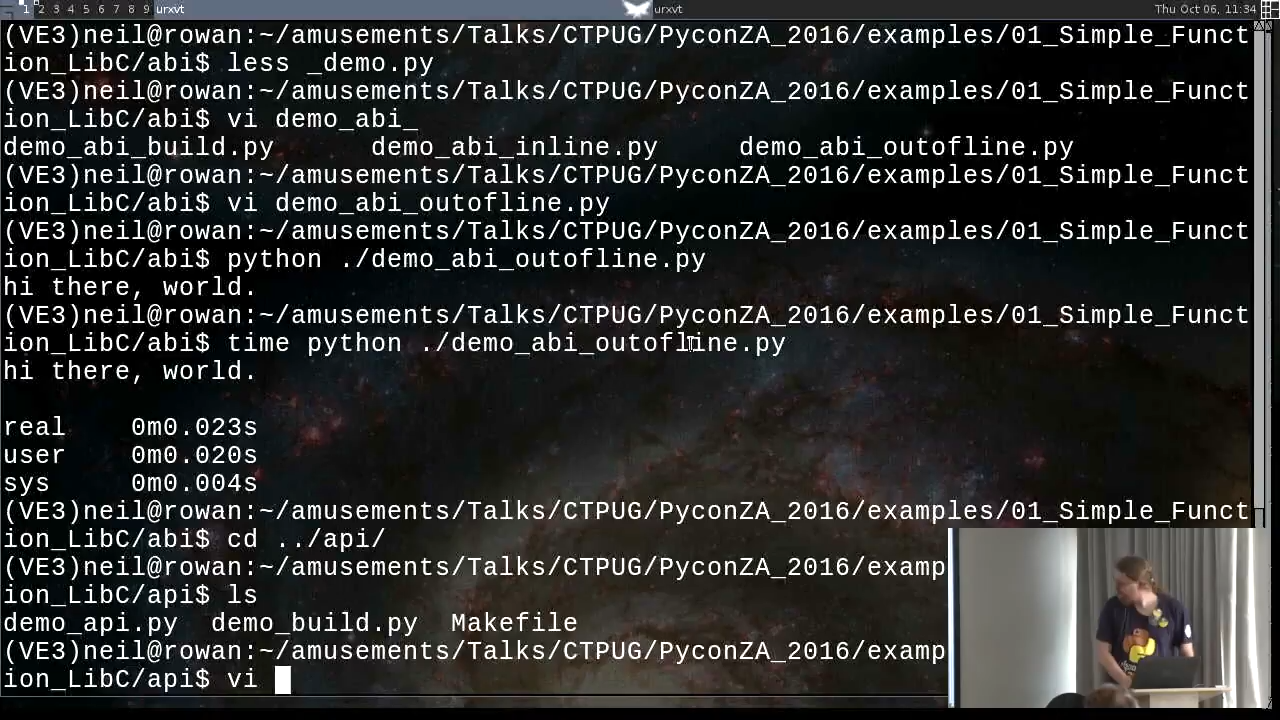 1 2 3 4 5 6 7 8 9 urxvt urxvt Thu Oct 06, 11:34
(VE3)neil@rowan:~/amusements/Talks/CTPUG/PyconZA_2016/examples/01_Simple_Funct
ion_LibC/abi$ less _demo.py
(VE3)neil@rowan:~/amusements/Talks/CTPUG/PyconZA_2016/examples/01_Simple_Funct
ion_LibC/abi$ vi demo_abi_
demo_abi_build.py demo_abi_inline.py demo_abi_outofline.py
(VE3)neil@rowan:~/amusements/Talks/CTPUG/PyconZA_2016/examples/01_Simple_Funct
ion_LibC/abi$ vi demo_abi_outofline.py
(VE3)neil@rowan:~/amusements/Talks/CTPUG/PyconZA_2016/examples/01_Simple_Funct
ion_LibC/abi$ python ./demo_abi_outofline.py
hi there, world.
(VE3)neil@rowan:~/amusements/Talks/CTPUG/PyconZA_2016/examples/01_Simple_Funct
ion_LibC/abi$ time python ./demo_abi_outofline.py
hi there, world.
real 0m0.023s
user 0m0.020s
sys 0m0.004s
(VE3)neil@rowan:~/amusements/Talks/CTPUG/PyconZA_2016/examples/01_Simple_Funct
ion_LibC/abi$ cd ../api/
(VE3)neil@rowan:~/amusements/Talks/CTPUG/PyconZA_2016/examp
ion_LibC/api$ ls
demo_api.py demo_build.py Makefile
(VE3)neil@rowan:~/amusements/Talks/CTPUG/PyconZA_2016/examp
ion_LibC/api$ vi